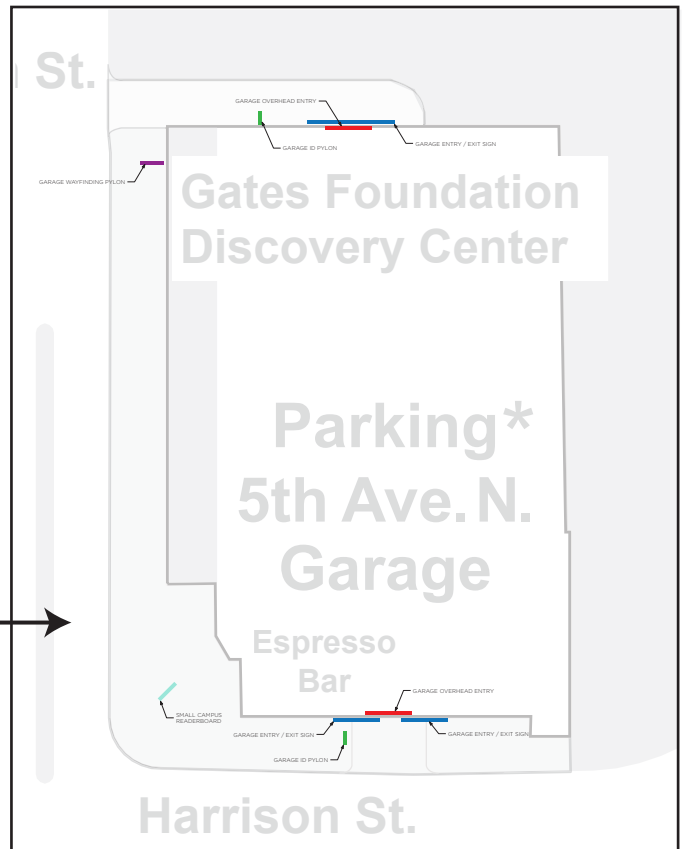 St.
GARAGE OVERHEAD ENTRY
GARAGE ID PYLON
GARAGE ENTRY / EXIT SIGN
GARAGE WAYFINDING PYLON
Gates Foundation
Discovery Center
Parking*
5th Ave. N.
Garage
Espresso
Bar
GARAGE OVERHEAD ENTRY
SMALL CAMPUS
READERBOARD
GARAGE ENTRY / EXIT SIGN
GARAGE ENTRY / EXIT SIGN
GARAGE ID PYLON
Harrison St.